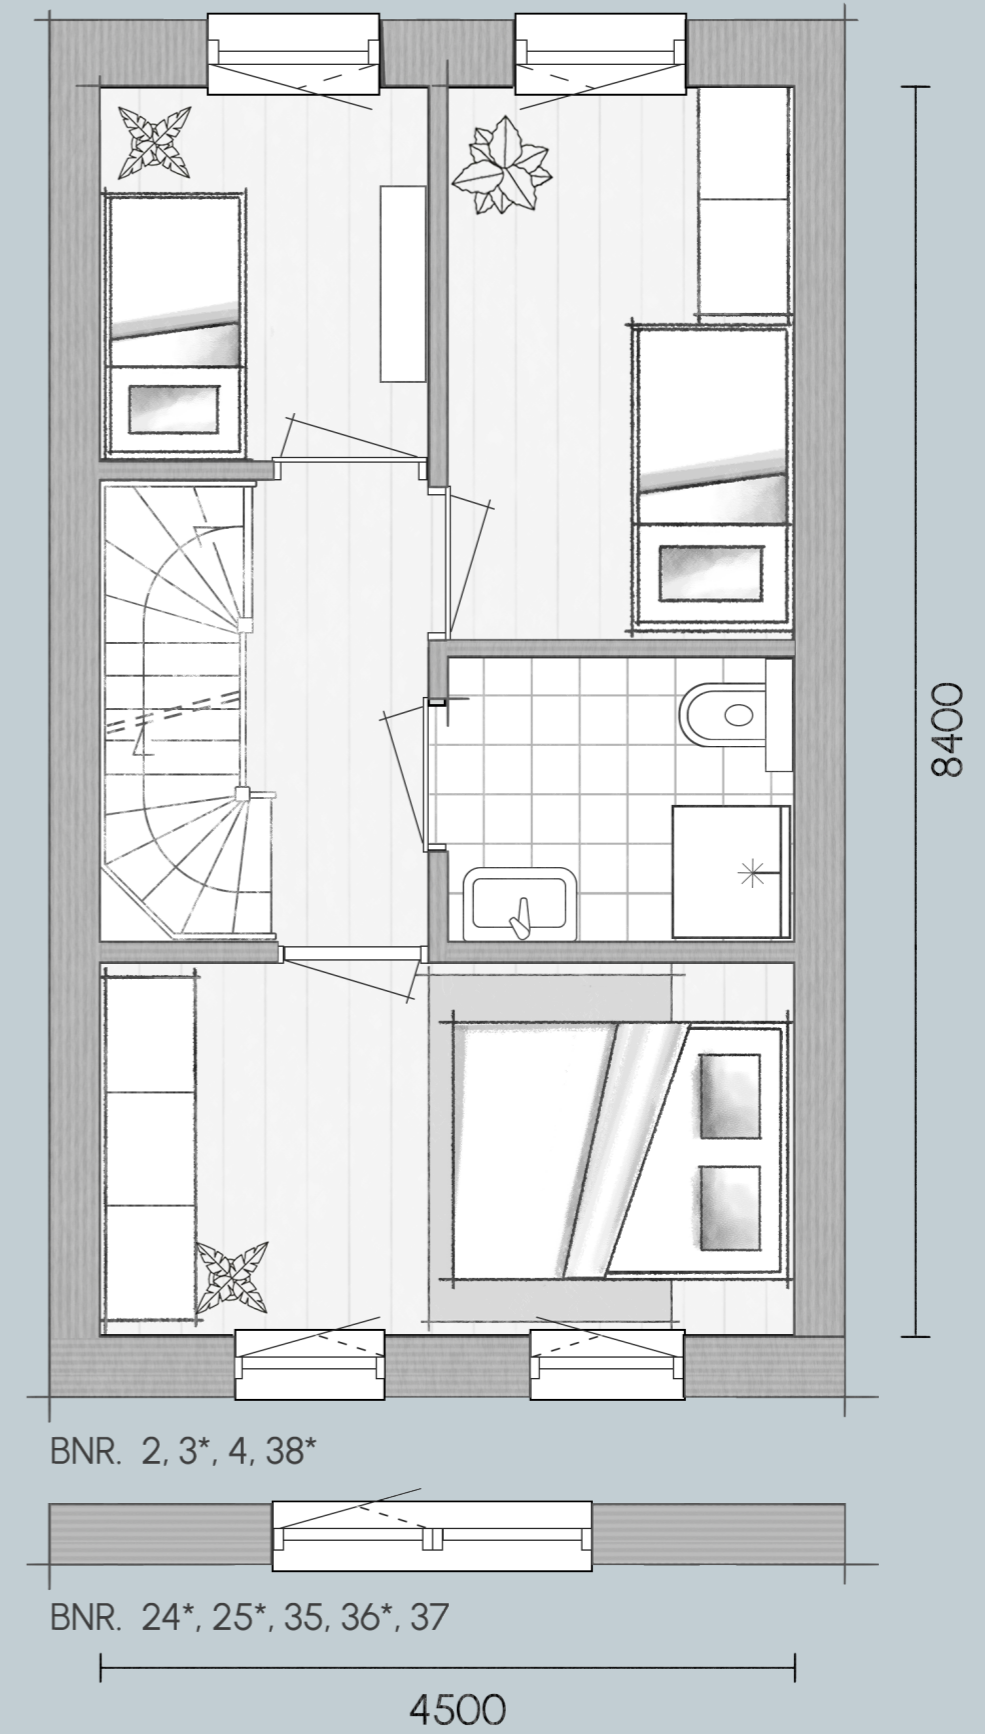 8400
BNR. 2, 3*, 4, 38*
BNR. 24*, 25*, 35, 36*, 37
4500